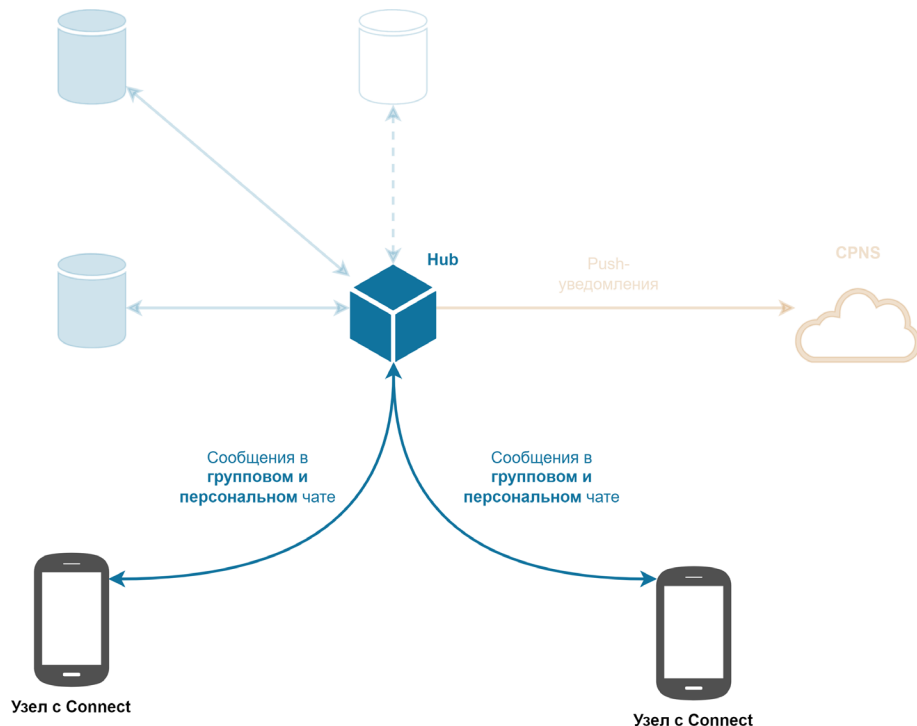 Hub
CPNS
Push-
уведомления
Сообщения в
групповом и
персональном чате
Сообщения в
групповом и
персональном чате
Узел с Connect
Узел с Connect